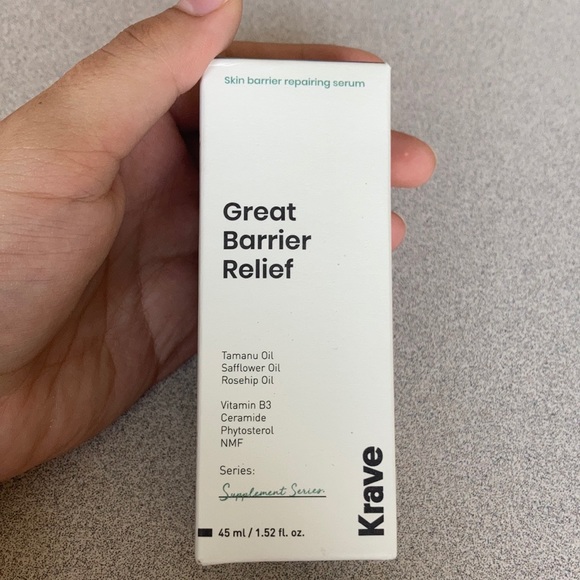 Skin barrier repairing serum
Great
Barrier
Relief
Tamanu Oil
Safflower Oil
Rosehip Oil
Vitamin B3
Ceramide
Phytosterol
NMF
Series:
Supplement Series
45 ml / 1.52 fl. oz.
Krave